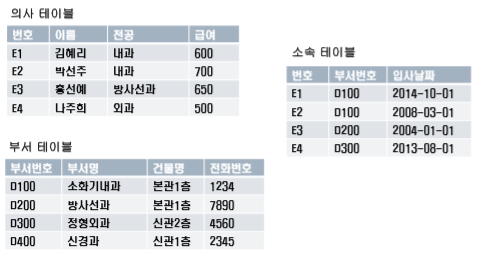 의사 테이블
번호 이름 전공 급여
E1 김혜리 내과 600
E2 박선주 내과 700
E3 홍선예 방사선과 650
E4 나주희 외과 500
소속 테이블
번호 부서번호 입사날짜
E1 D100 2014-10-01
E2 D100 2008-03-01
E3 D200 2004-01-01
E4 D300 2013-08-01
부서 테이블
부서번호 부서명 건물명 전화번호
D100 소화기내과 본관1층 1234
D200 방사선과 본관1층 7890
D300 정형외과 신관2층 4560
D400 신경과 신관1층 2345